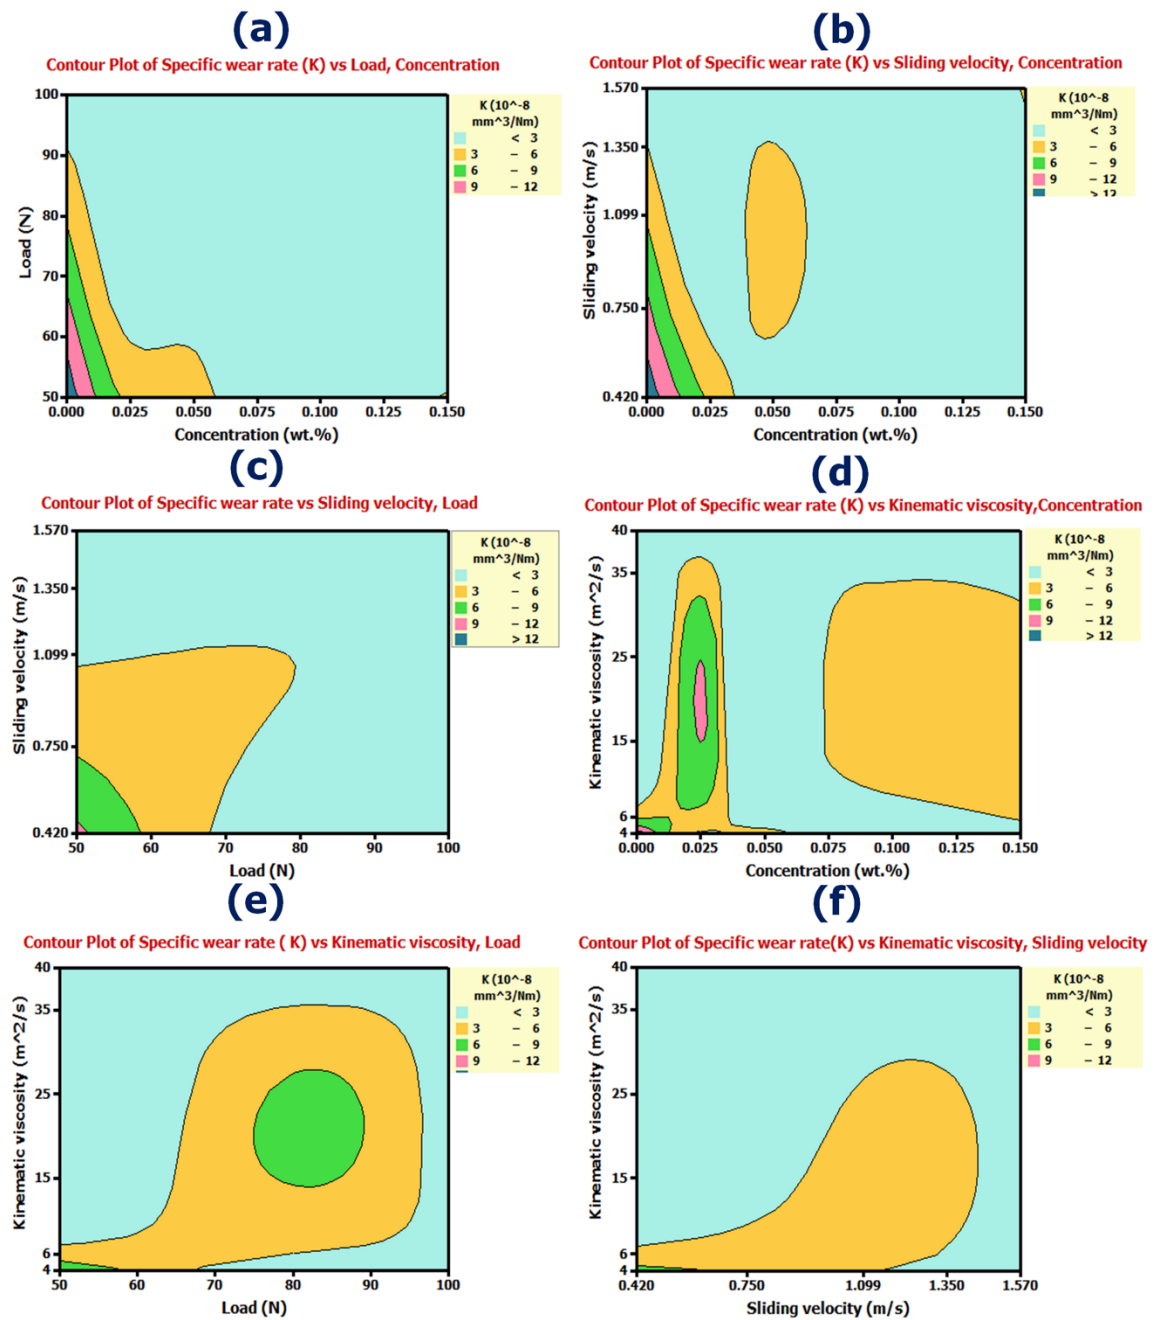 (a)
Contour Plot of Specific wear rate (K) vs Load, Concentration
K (10^-8
mm^3/Nm)
< 3
3 – 6
6 – 9
9 – 12
100
90
80
70
60
50
Load (N)
0.000 0.025 0.050 0.075 0.100 0.125 0.150
Concentration (wt.%)
(b)
Contour Plot of Specific wear rate (K) vs Sliding velocity, Concentration
K (10^-8
mm^3/Nm)
< 3
3 – 6
6 – 9
9 – 12
> 12
1.570
1.350
1.099
0.750
0.420
Sliding velocity (m/s)
0.000 0.025 0.050 0.075 0.100 0.125 0.150
Concentration (wt.%)
(c)
Contour Plot of Specific wear rate vs Sliding velocity, Load
K (10^-8
mm^3/Nm)
< 3
3 – 6
6 – 9
9 – 12
> 12
1.570
1.350
1.099
0.750
0.420
Sliding velocity (m/s)
50 60 70 80 90 100
Load (N)
(d)
Contour Plot of Specific wear rate (K) vs Kinematic viscosity,Concentration
K (10^-8
mm^3/Nm)
< 3
3 – 6
6 – 9
9 – 12
> 12
40
35
25
15
6
4
Kinematic viscosity (m^2/s)
0.000 0.025 0.050 0.075 0.100 0.125 0.150
Concentration (wt.%)
(e)
Contour Plot of Specific wear rate ( K) vs Kinematic viscosity, Load
K (10^-8
mm^3/Nm)
< 3
3 – 6
6 – 9
9 – 12
40
35
25
15
6
4
Kinematic viscosity (m^2/s)
50 60 70 80 90 100
Load (N)
(f)
Contour Plot of Specific wear rate(K) vs Kinematic viscosity, Sliding velocity
K (10^-8
mm^3/Nm)
< 3
3 – 6
6 – 9
9 – 12
40
35
25
15
6
4
Kinematic viscosity (m^2/s)
0.420 0.750 1.099 1.350 1.570
Sliding velocity (m/s)